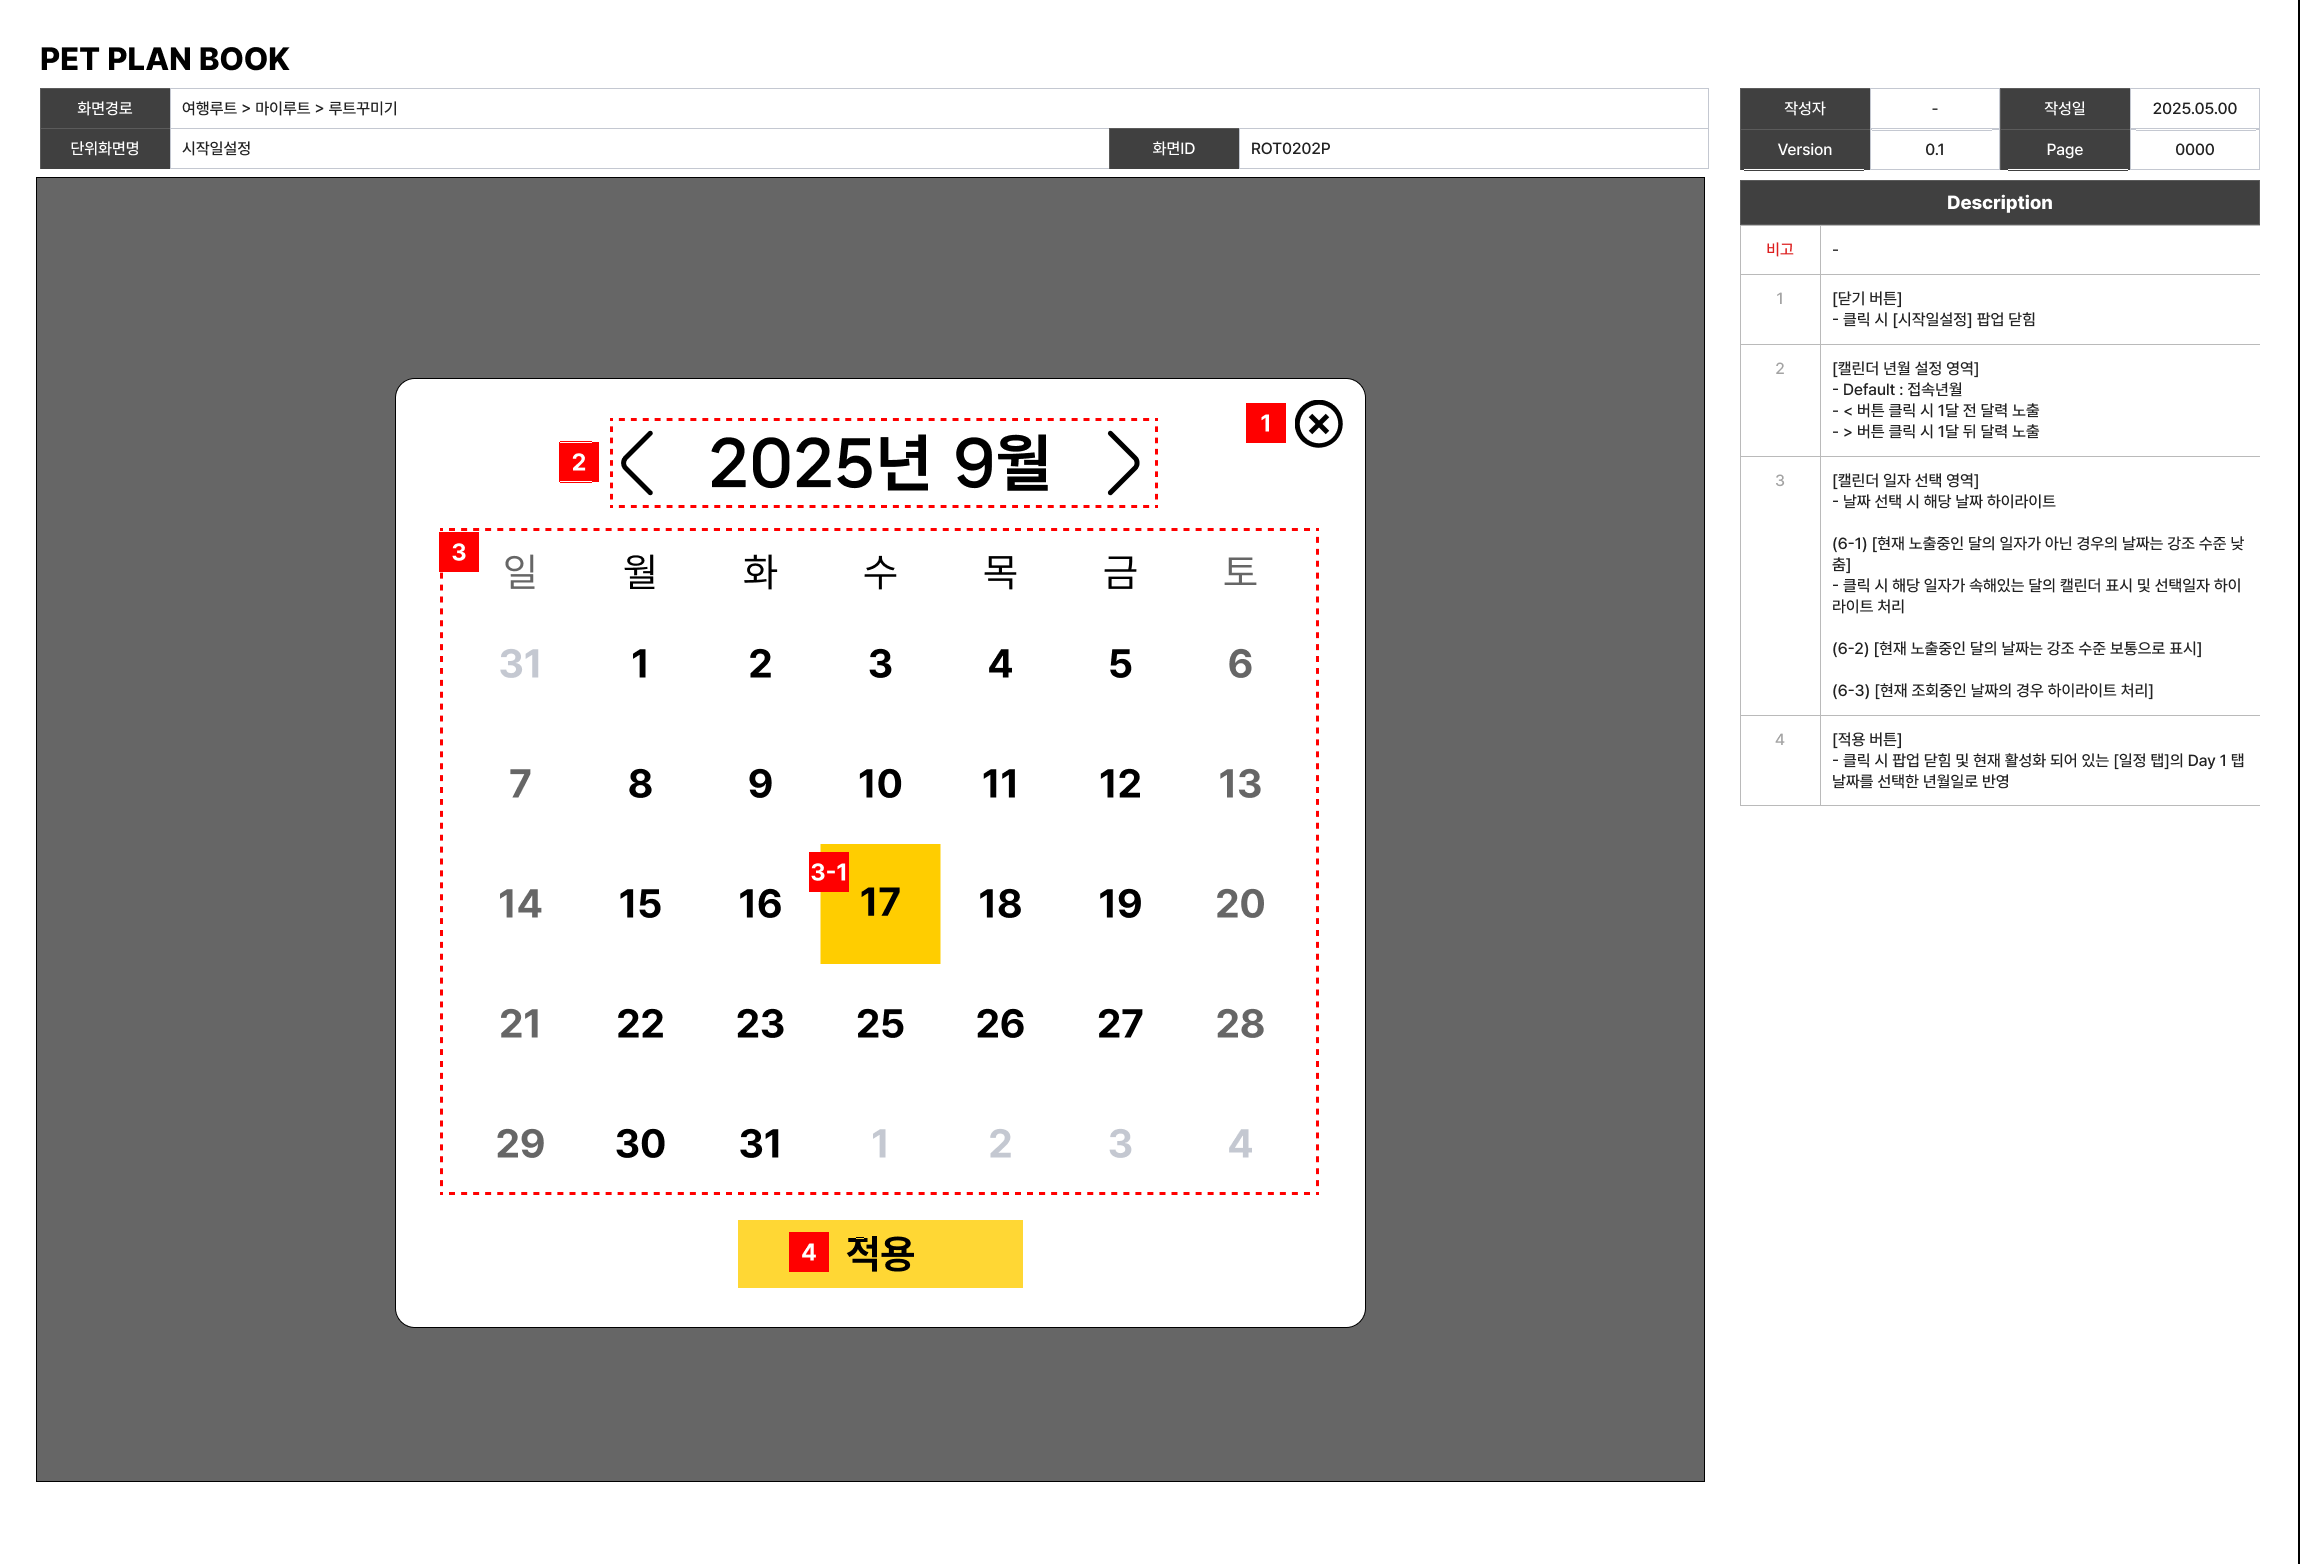 PET PLAN BOOK
화면경로 여행루트 > 마이루트 > 루트꾸미기
단위화면명 시작일설정 화면ID ROT0202P
작성자 - 작성일 2025.05.00
Version 0.1 Page 0000
1
2 2025년 9월
3
일 월 화 수 목 금 토
31 1 2 3 4 5 6
7 8 9 10 11 12 13
3-1
14 15 16 17 18 19 20
21 22 23 25 26 27 28
29 30 31 1 2 3 4
4 적용
Description
비고 -
1 [닫기 버튼]
- 클릭 시 [시작일설정] 팝업 닫힘
2 [캘린더 년월 설정 영역]
- Default : 접속년월
- < 버튼 클릭 시 1달 전 달력 노출
- > 버튼 클릭 시 1달 뒤 달력 노출
3 [캘린더 일자 선택 영역]
- 날짜 선택 시 해당 날짜 하이라이트
(6-1) [현재 노출중인 달의 일자가 아닌 경우의 날짜는 강조 수준 낮
춤]
- 클릭 시 해당 일자가 속해있는 달의 캘린더 표시 및 선택일자 하이
라이트 처리
(6-2) [현재 노출중인 달의 날짜는 강조 수준 보통으로 표시]
(6-3) [현재 조회중인 날짜의 경우 하이라이트 처리]
4 [적용 버튼]
- 클릭 시 팝업 닫힘 및 현재 활성화 되어 있는 [일정 탭]의 Day 1 탭
날짜를 선택한 년월일로 반영